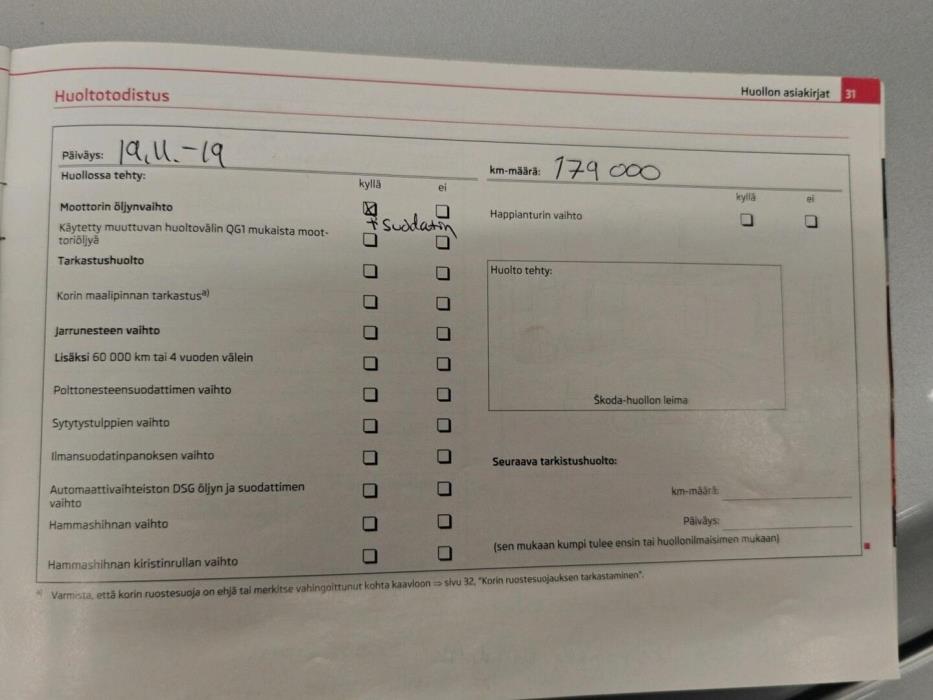 Huollon asiakirjat 31
Huoltotodistus
Päiväys: 19.11.-19
km-määrä: 179 000
Huollossa tehty:
kyllä ei
kyllä ei
Moottorin öljynvaihto
+ suodatin
Käytetty muuttuvan huoltovälin QG1 mukaista moot-
toriöljyä
Tarkastushuolto
Korin maalipinnan tarkastusa)
Jarrunesteen vaihto
Lisäksi 60 000 km tai 4 vuoden välein
Polttonesteensuodattimen vaihto
Sytytystulppien vaihto
Ilmansuodatinpanoksen vaihto
Automaattivaihteiston DSG öljyn ja suodattimen
vaihto
Hammashihnan vaihto
Hammashihnan kiristinrullan vaihto
Happianturin vaihto
Huolto tehty:
Škoda-huollon leima
Seuraava tarkistushuolto:
km-määrä:
Päiväys:
(sen mukaan kumpi tulee ensin tai huollonilmaisimen mukaan)
a) Varmista, että korin ruostesuoja on ehjä tai merkitse vahingoittunut kohta kaavloon ⇒ sivu 32, "Korin ruostesuojauksen tarkastaminen".